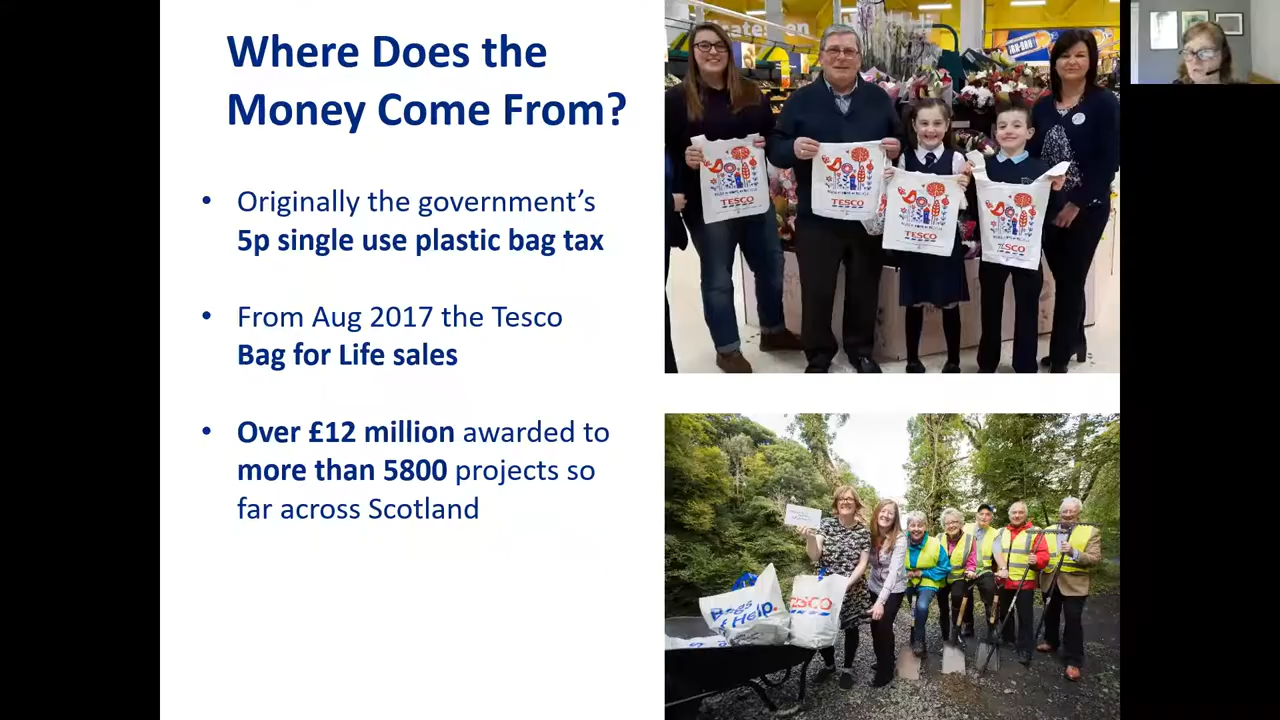 Where Does the
Money Come From?
• Originally the government's
5p single use plastic bag tax
• From Aug 2017 the Tesco
Bag for Life sales
• Over £12 million awarded to
more than 5800 projects so
far across Scotland
IRN-BRU
TESCO
TESCO
TESCO
TESCO
Bags
of Help.
TESCO